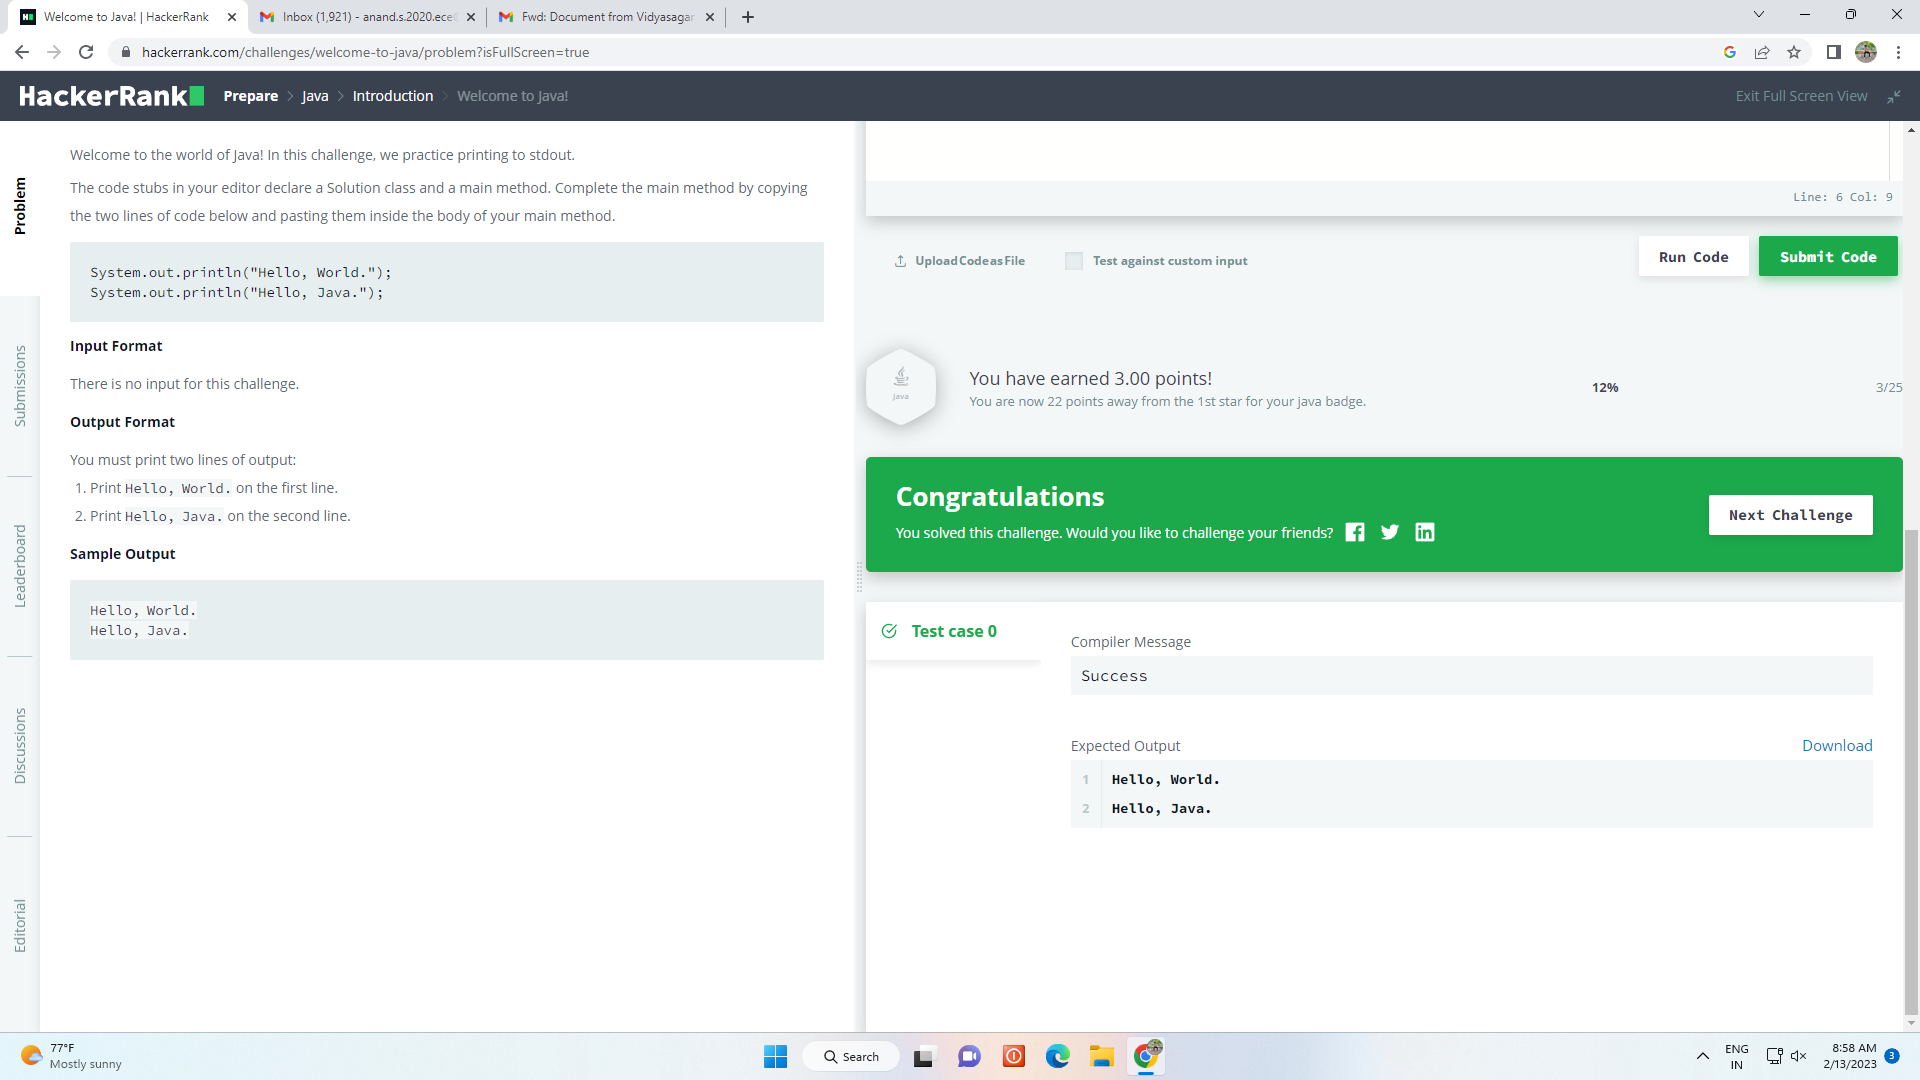 Welcome to Java! | HackerRank
Inbox (1,921) - anand.s.2020.ece
Fwd: Document from Vidyasagar
hackerrank.com/challenges/welcome-to-java/problem?isFullScreen=true
HackerRank
Prepare > Java > Introduction > Welcome to Java!
Exit Full Screen View
Problem
Submissions
Leaderboard
Discussions
Editorial
Welcome to the world of Java! In this challenge, we practice printing to stdout.
The code stubs in your editor declare a Solution class and a main method. Complete the main method by copying
the two lines of code below and pasting them inside the body of your main method.
System.out.println("Hello, World.");
System.out.println("Hello, Java.");
Input Format
There is no input for this challenge.
Output Format
You must print two lines of output:
1. Print Hello, World. on the first line.
2. Print Hello, Java. on the second line.
Sample Output
Hello, World.
Hello, Java.
Line: 6 Col: 9
Upload Code as File
Test against custom input
Run Code
Submit Code
Java
You have earned 3.00 points!
You are now 22 points away from the 1st star for your java badge.
12%
3/25
Congratulations
You solved this challenge. Would you like to challenge your friends?
Next Challenge
Test case 0
Compiler Message
Success
Expected Output
Download
1 Hello, World.
2 Hello, Java.
77°F
Mostly sunny
Search
ENG
IN
8:58 AM
2/13/2023
3